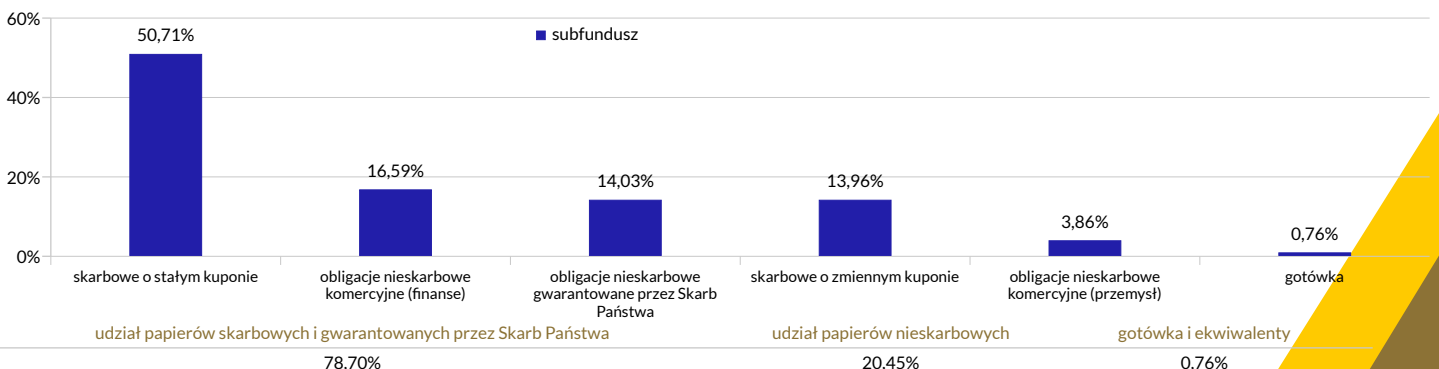 60%
50,71%
subfundusz
40%
16,59%
14,03%
13,96%
20%
3,86%
0,76%
0%
skarbowe o stałym kuponie
obligacje nieskarbowe
komercyjne (finanse)
obligacje nieskarbowe
gwarantowane przez Skarb
Państwa
skarbowe o zmiennym kuponie
obligacje nieskarbowe
komercyjne (przemysł)
gotówka
udział papierów skarbowych i gwarantowanych przez Skarb Państwa
udział papierów nieskarbowych
gotówka i ekwiwalenty
78,70%
20,45%
0,76%